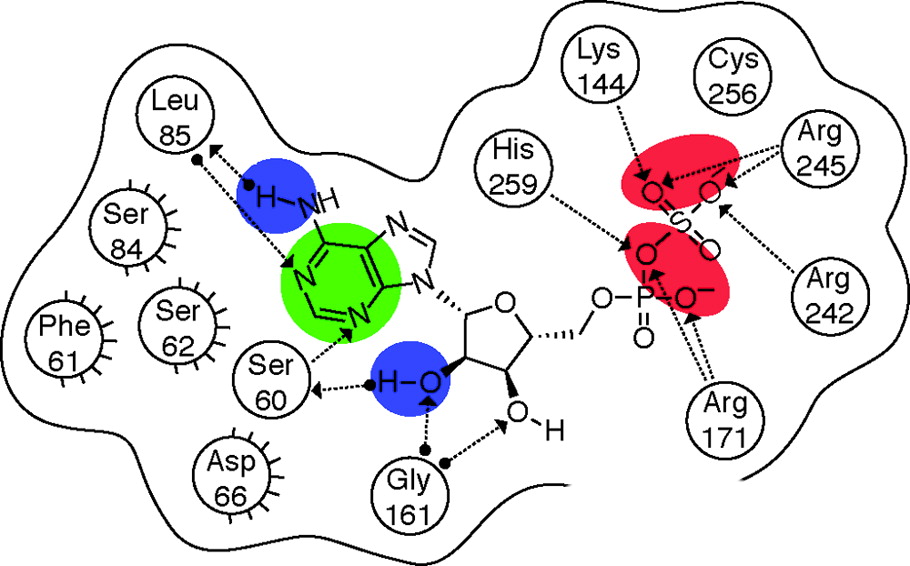 Lys
144
Cys
256
Leu
85
Arg
245
His
259
H
NH
Ser
84
O
O
S
N
N
O
O
N
N
N
O
O
P
O−
O
Arg
242
Phe
61
Ser
62
Ser
60
H
O
O
H
Arg
171
Asp
66
Gly
161